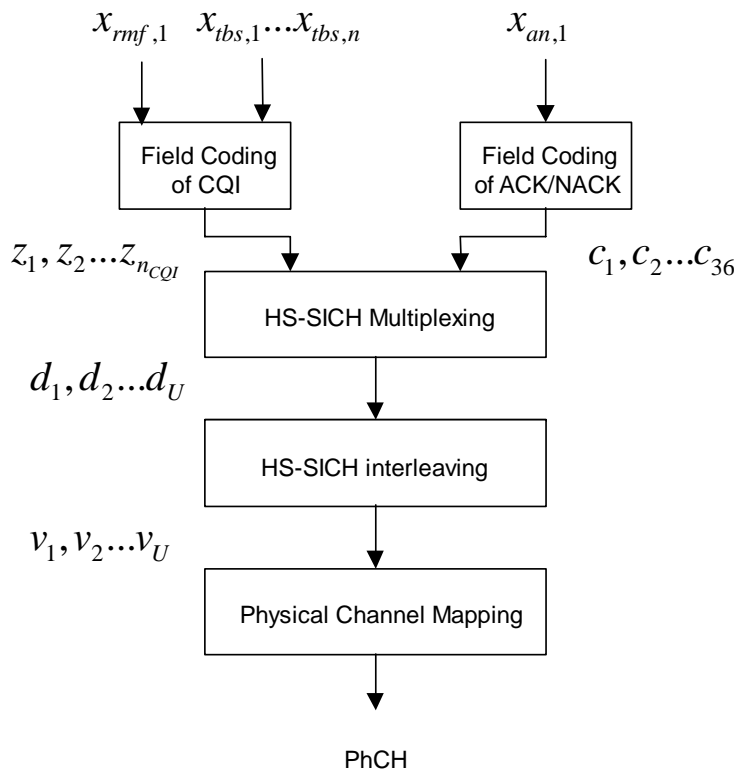 x_{rmf,1} x_{tbs,1}...x_{tbs,n} x_{an,1}
Field Coding
of CQI
Field Coding
of ACK/NACK
z_1, z_2...z_{n_{CQI}} c_1, c_2...c_{36}
HS-SICH Multiplexing
d_1, d_2...d_U
HS-SICH interleaving
v_1, v_2...v_U
Physical Channel Mapping
PhCH